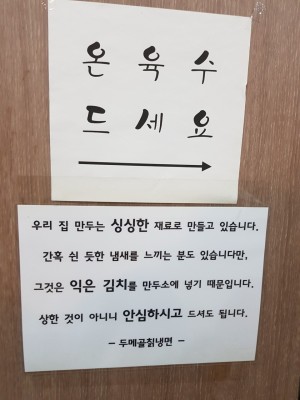 온 육 수
드 세 요
우리 집 만두는 싱싱한 재료로 만들고 있습니다.
간혹 쉰 듯한 냄새를 느끼는 분도 있습니다만,
그것은 익은 김치를 만두소에 넣기 때문입니다.
상한 것이 아니니 안심하시고 드셔도 됩니다.
- 두메골칡냉면 -